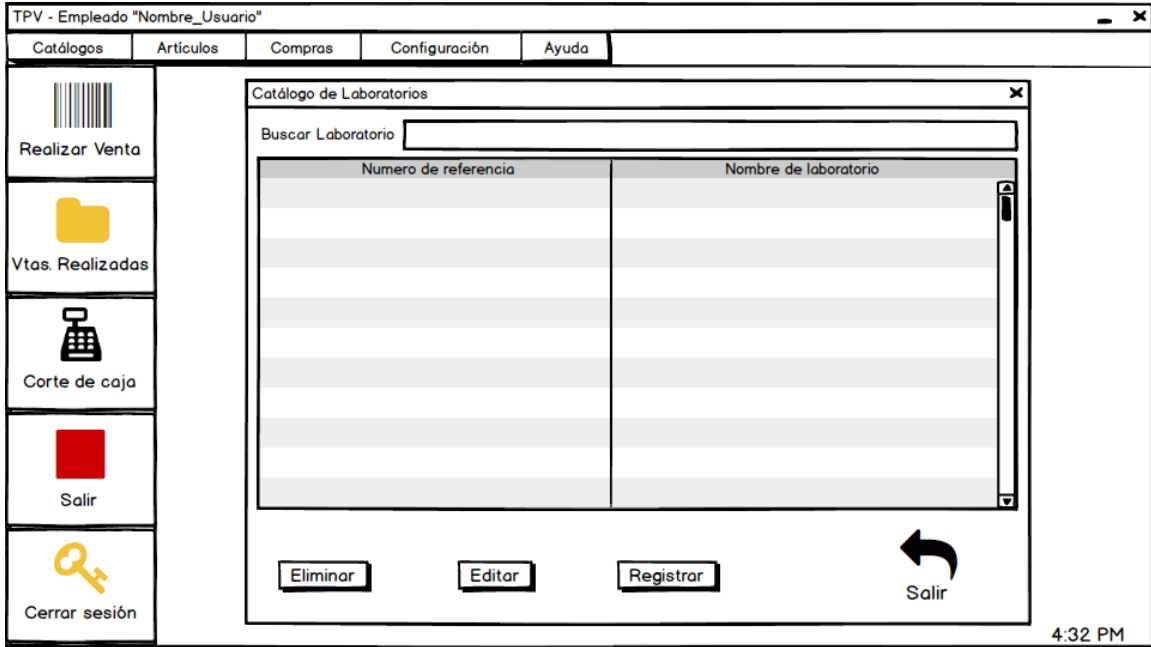 TPV - Empleado "Nombre_Usuario"
Catálogos Artículos Compras Configuración Ayuda
Realizar Venta
Vtas. Realizadas
Corte de caja
Salir
Cerrar sesión
Catálogo de Laboratorios
Buscar Laboratorio
Numero de referencia Nombre de laboratorio
Eliminar Editar Registrar Salir
4:32 PM